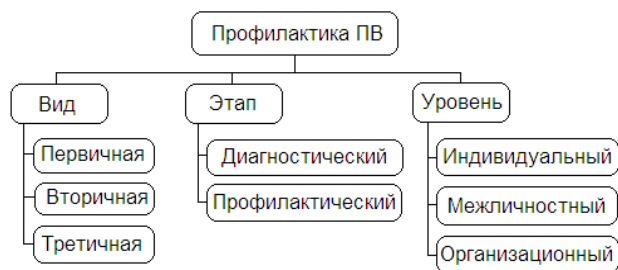 Профилактика ПВ
Вид
Первичная
Вторичная
Третичная
Этап
Диагностический
Профилактический
Уровень
Индивидуальный
Межличностный
Организационный